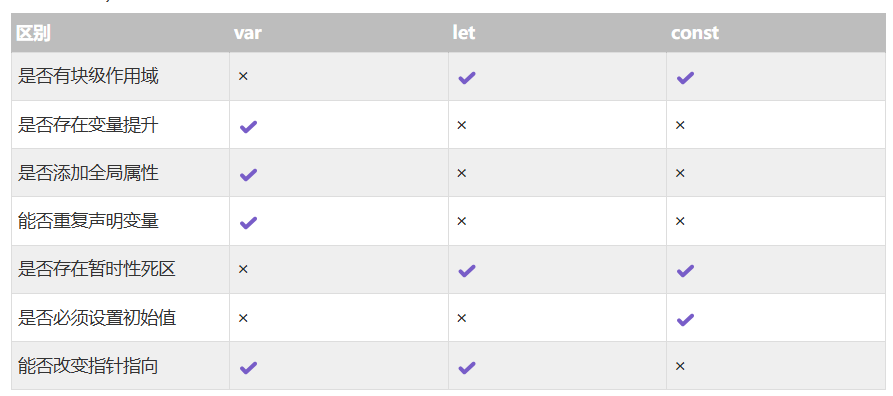 区别 var let const
是否有块级作用域 × ✓ ✓
是否存在变量提升 ✓ × ×
是否添加全局属性 ✓ × ×
能否重复声明变量 ✓ × ×
是否存在暂时性死区 × ✓ ✓
是否必须设置初始值 × × ✓
能否改变指针指向 ✓ ✓ ×